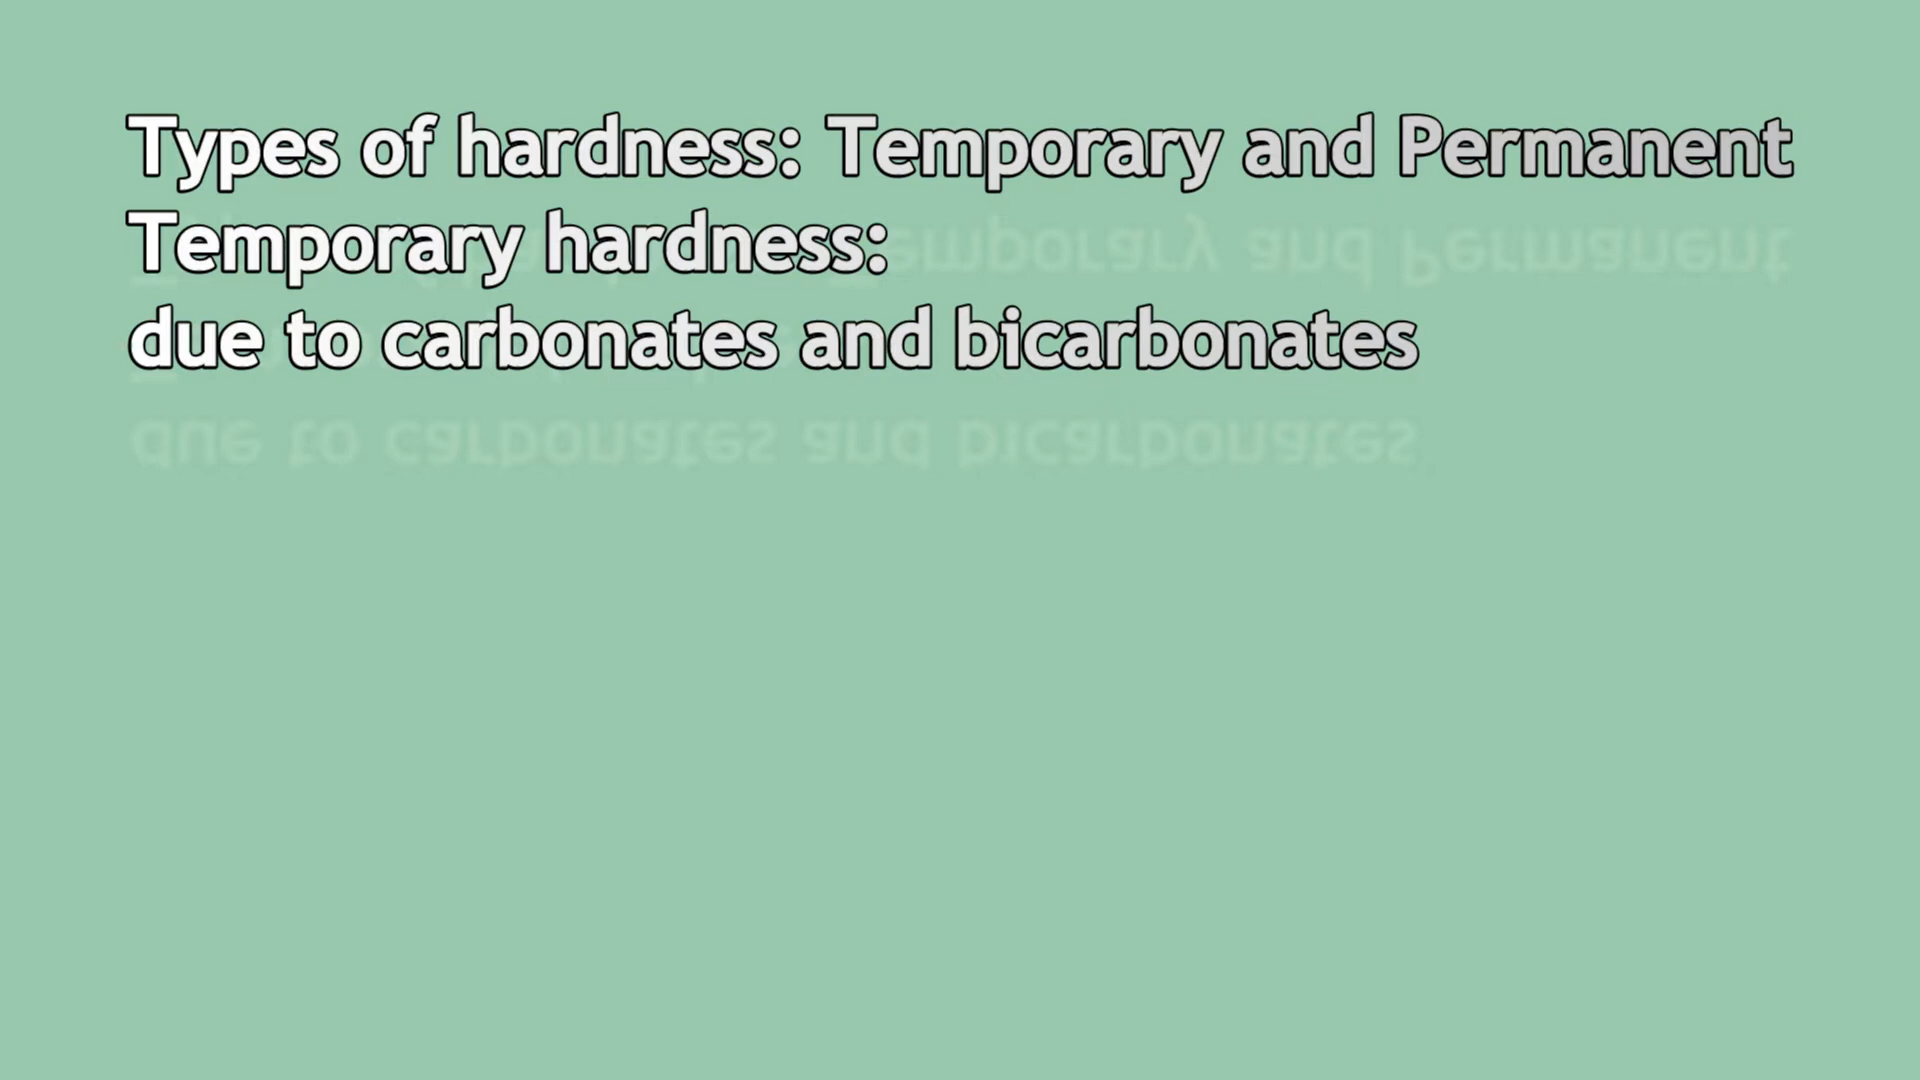 Types of hardness: Temporary and Permanent
Temporary hardness:
due to carbonates and bicarbonates